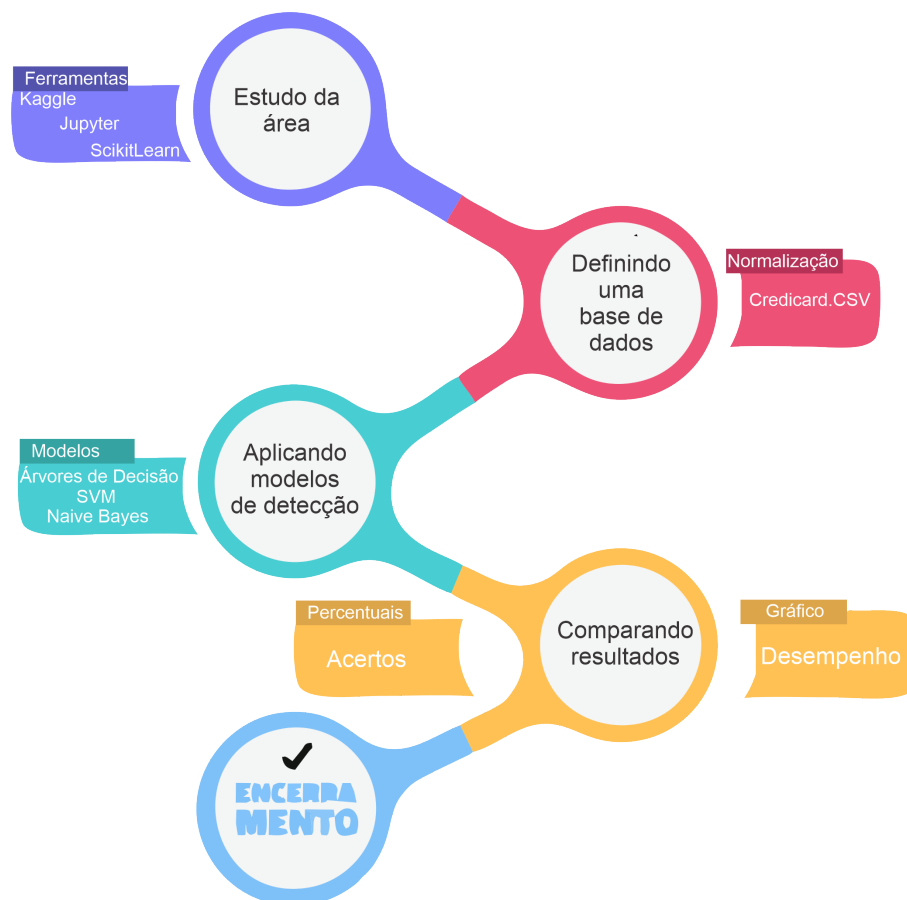 Ferramentas
Kaggle
Jupyter
ScikitLearn
Estudo da
área
Definindo
uma
base de
dados
Normalização
Credicard.CSV
Modelos
Árvores de Decisão
SVM
Naive Bayes
Aplicando
modelos
de detecção
Percentuais
Acertos
Comparando
resultados
Gráfico
Desempenho
ENCERRA
MENTO